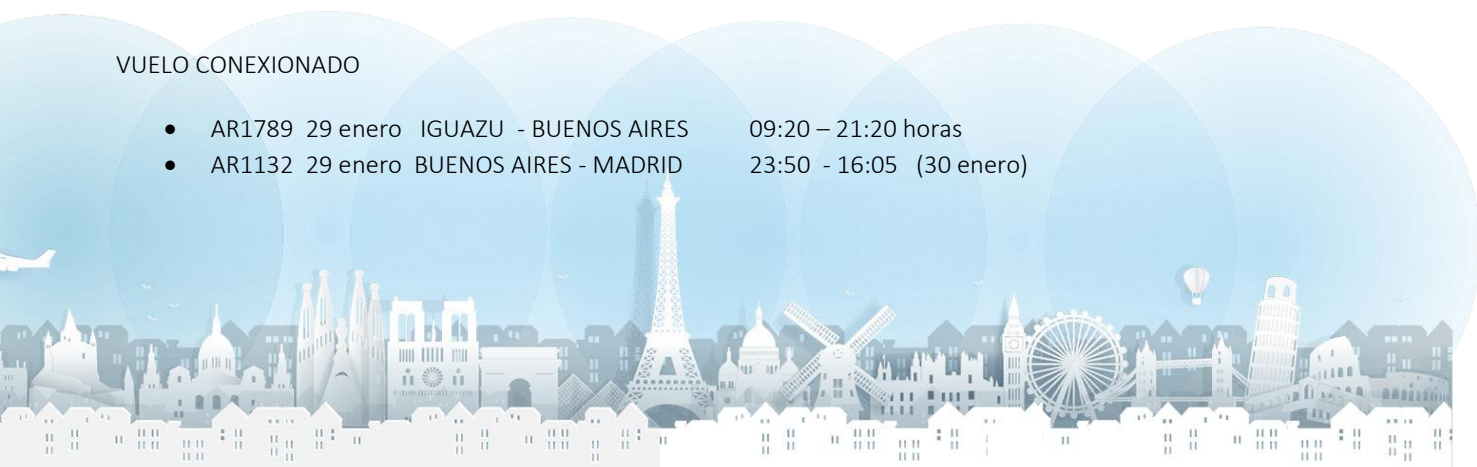 VUELO CONEXIONADO
• AR1789 29 enero IGUAZU - BUENOS AIRES 09:20 – 21:20 horas
• AR1132 29 enero BUENOS AIRES - MADRID 23:50 - 16:05 (30 enero)